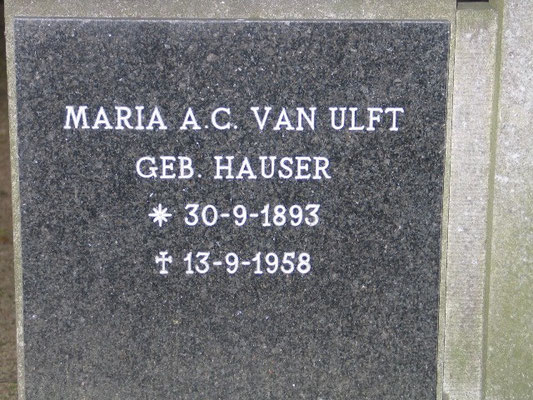 MARIA A.C. VAN ULFT
GEB. HAUSER
✴ 30-9-1893
✝ 13-9-1958